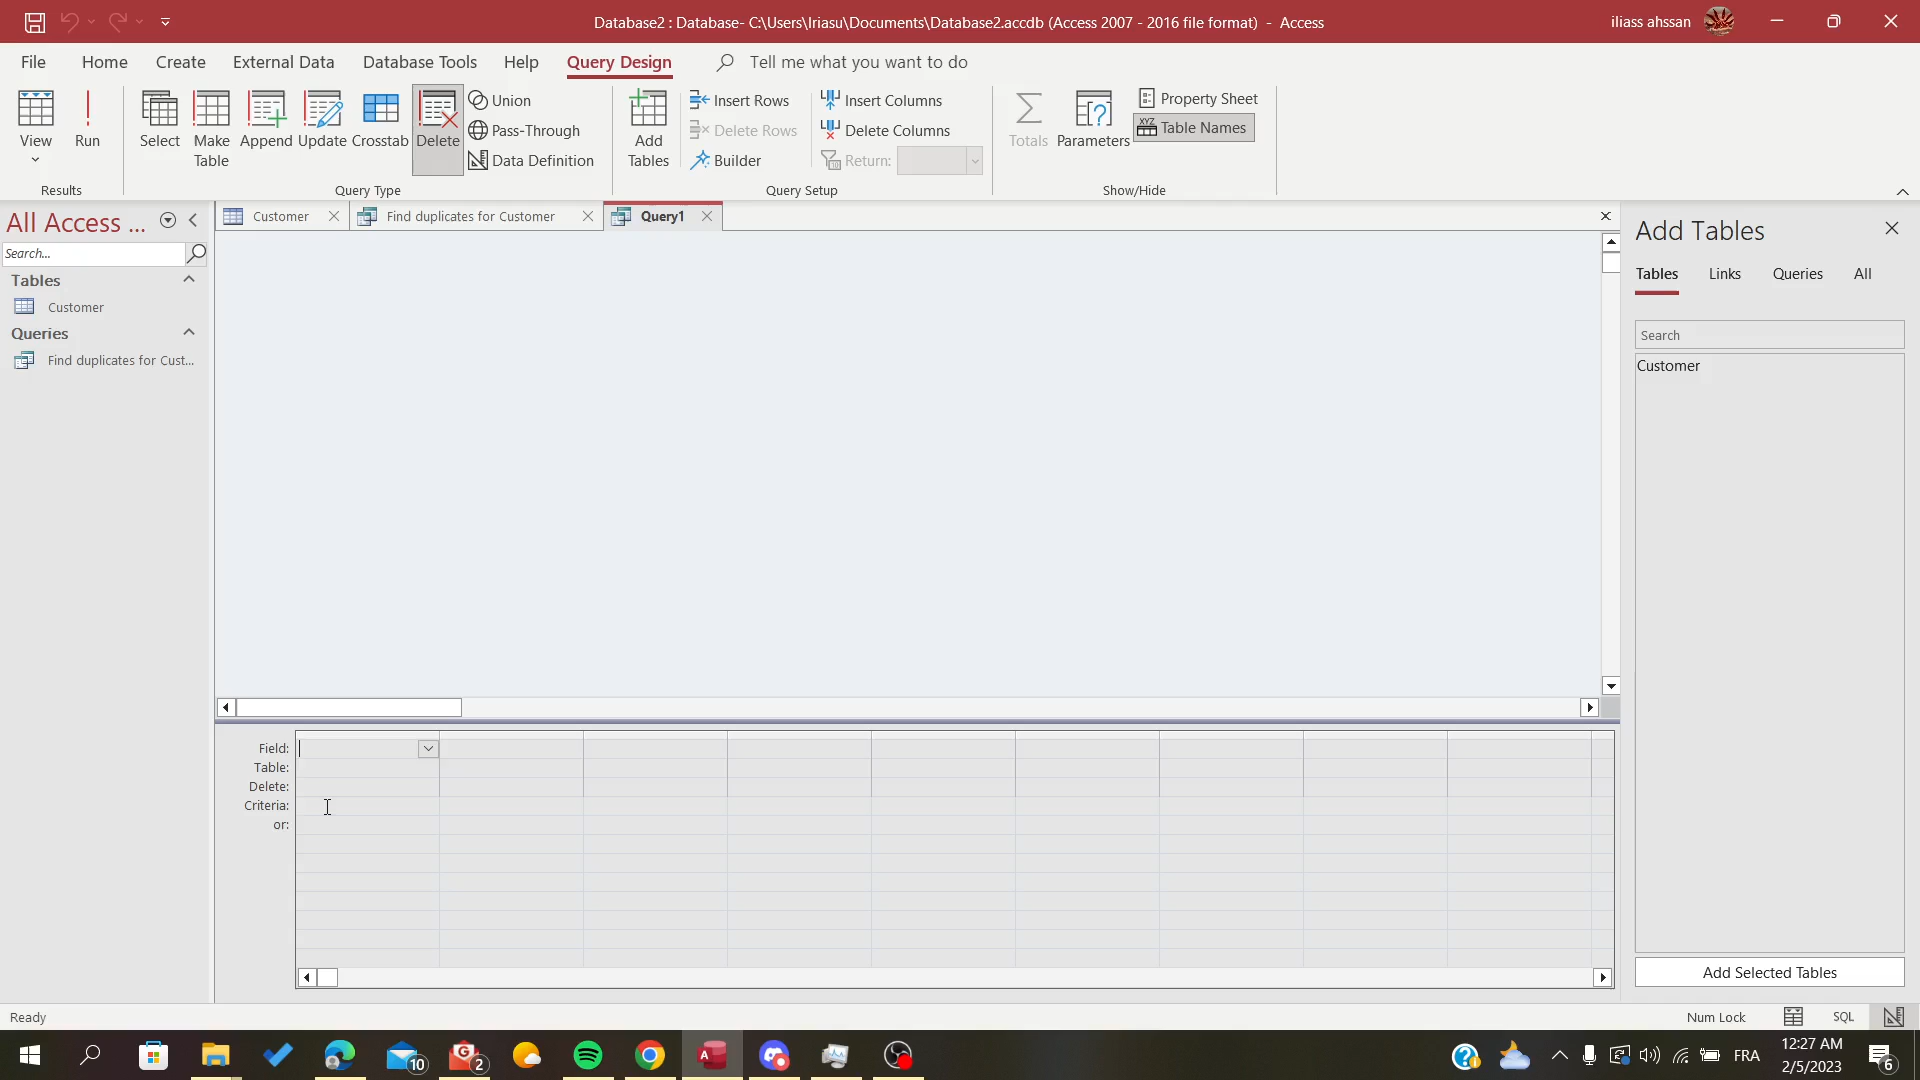 Database2 : Database- C:\Users\Iriasu\Documents\Database2.accdb (Access 2007 - 2016 file format)  -  Access
iliass ahssan
File
Home
Create
External Data
Database Tools
Help
Query Design
Tell me what you want to do
View
Run
Results
Select
Make
Table
Append
Update
Crosstab
Delete
Union
Pass-Through
Data Definition
Query Type
Add
Tables
Insert Rows
Delete Rows
Builder
Insert Columns
Delete Columns
Return:
Query Setup
Totals
Parameters
Property Sheet
XYZ
Table Names
Show/Hide
All Access ...
Search...
Tables
Customer
Queries
Find duplicates for Cust...
Customer
Find duplicates for Customer
Query1
Field:
Table:
Delete:
Criteria:
or:
Add Tables
Tables
Links
Queries
All
Search
Customer
Add Selected Tables
Ready
Num Lock
SQL
10
G
2
A
FRA
12:27 AM
2/5/2023
6